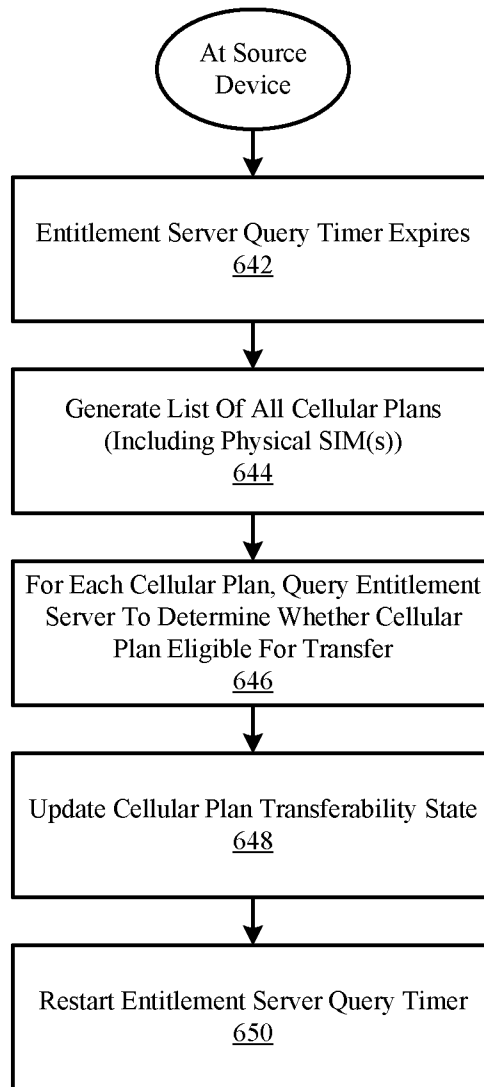 At Source
Device
Entitlement Server Query Timer Expires
642
Generate List Of All Cellular Plans
(Including Physical SIM(s))
644
For Each Cellular Plan, Query Entitlement
Server To Determine Whether Cellular
Plan Eligible For Transfer
646
Update Cellular Plan Transferability State
648
Restart Entitlement Server Query Timer
650